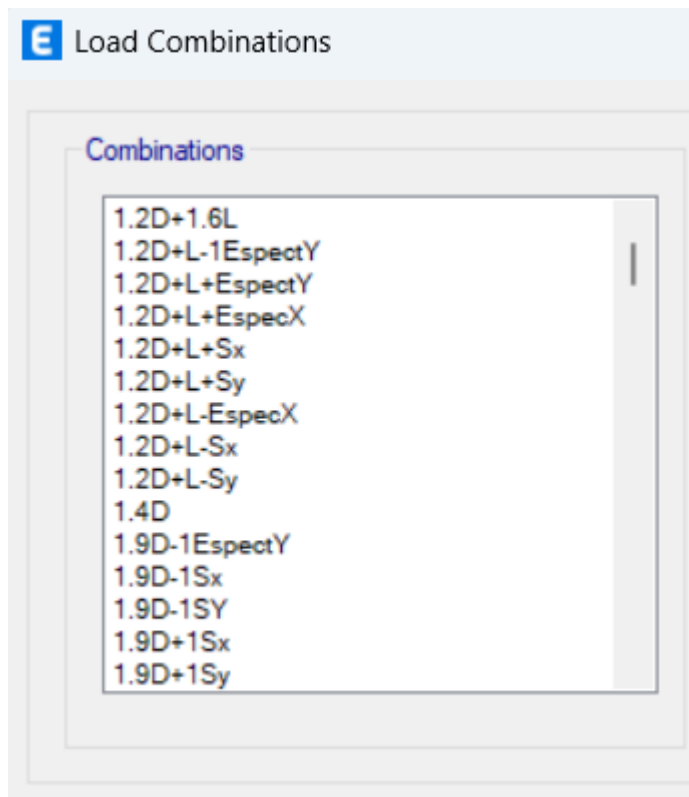 E Load Combinations
Combinations
1.2D+1.6L
1.2D+L-1EspectY
1.2D+L+EspectY
1.2D+L+EspecX
1.2D+L+Sx
1.2D+L+Sy
1.2D+L-EspecX
1.2D+L-Sx
1.2D+L-Sy
1.4D
1.9D-1EspectY
1.9D-1Sx
1.9D-1SY
1.9D+1Sx
1.9D+1Sy